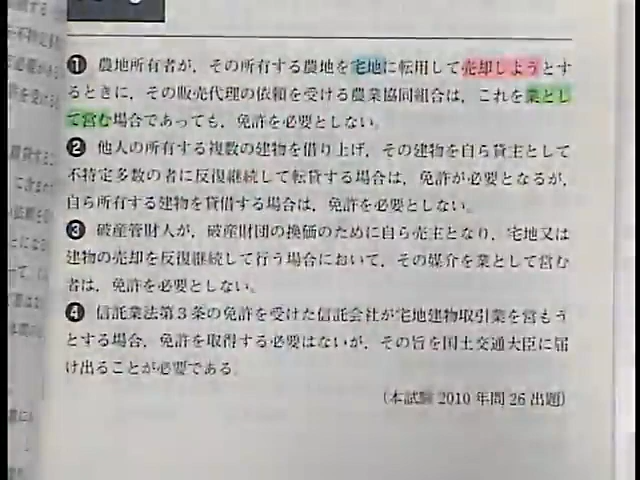 ❶ 農地所有者が，その所有する農地を宅地に転用して売却しようとす
るときに，その販売代理の依頼を受ける農業協同組合は，これを業とし
て営む場合であっても，免許を必要としない。
❷ 他人の所有する複数の建物を借り上げ，その建物を自ら貸主として
不特定多数の者に反復継続して転貸する場合は，免許が必要となるが，
自ら所有する建物を貸借する場合は，免許を必要としない。
❸ 破産管財人が，破産財団の換価のために自ら売主となり，宅地又は
建物の売却を反復継続して行う場合において，その媒介を業として営む
者は，免許を必要としない。
❹ 信託業法第３条の免許を受けた信託会社が宅地建物取引業を営もう
とする場合，免許を取得する必要はないが，その旨を国土交通大臣に届
け出ることが必要である。
（本試験 2010 年問 26 出題）